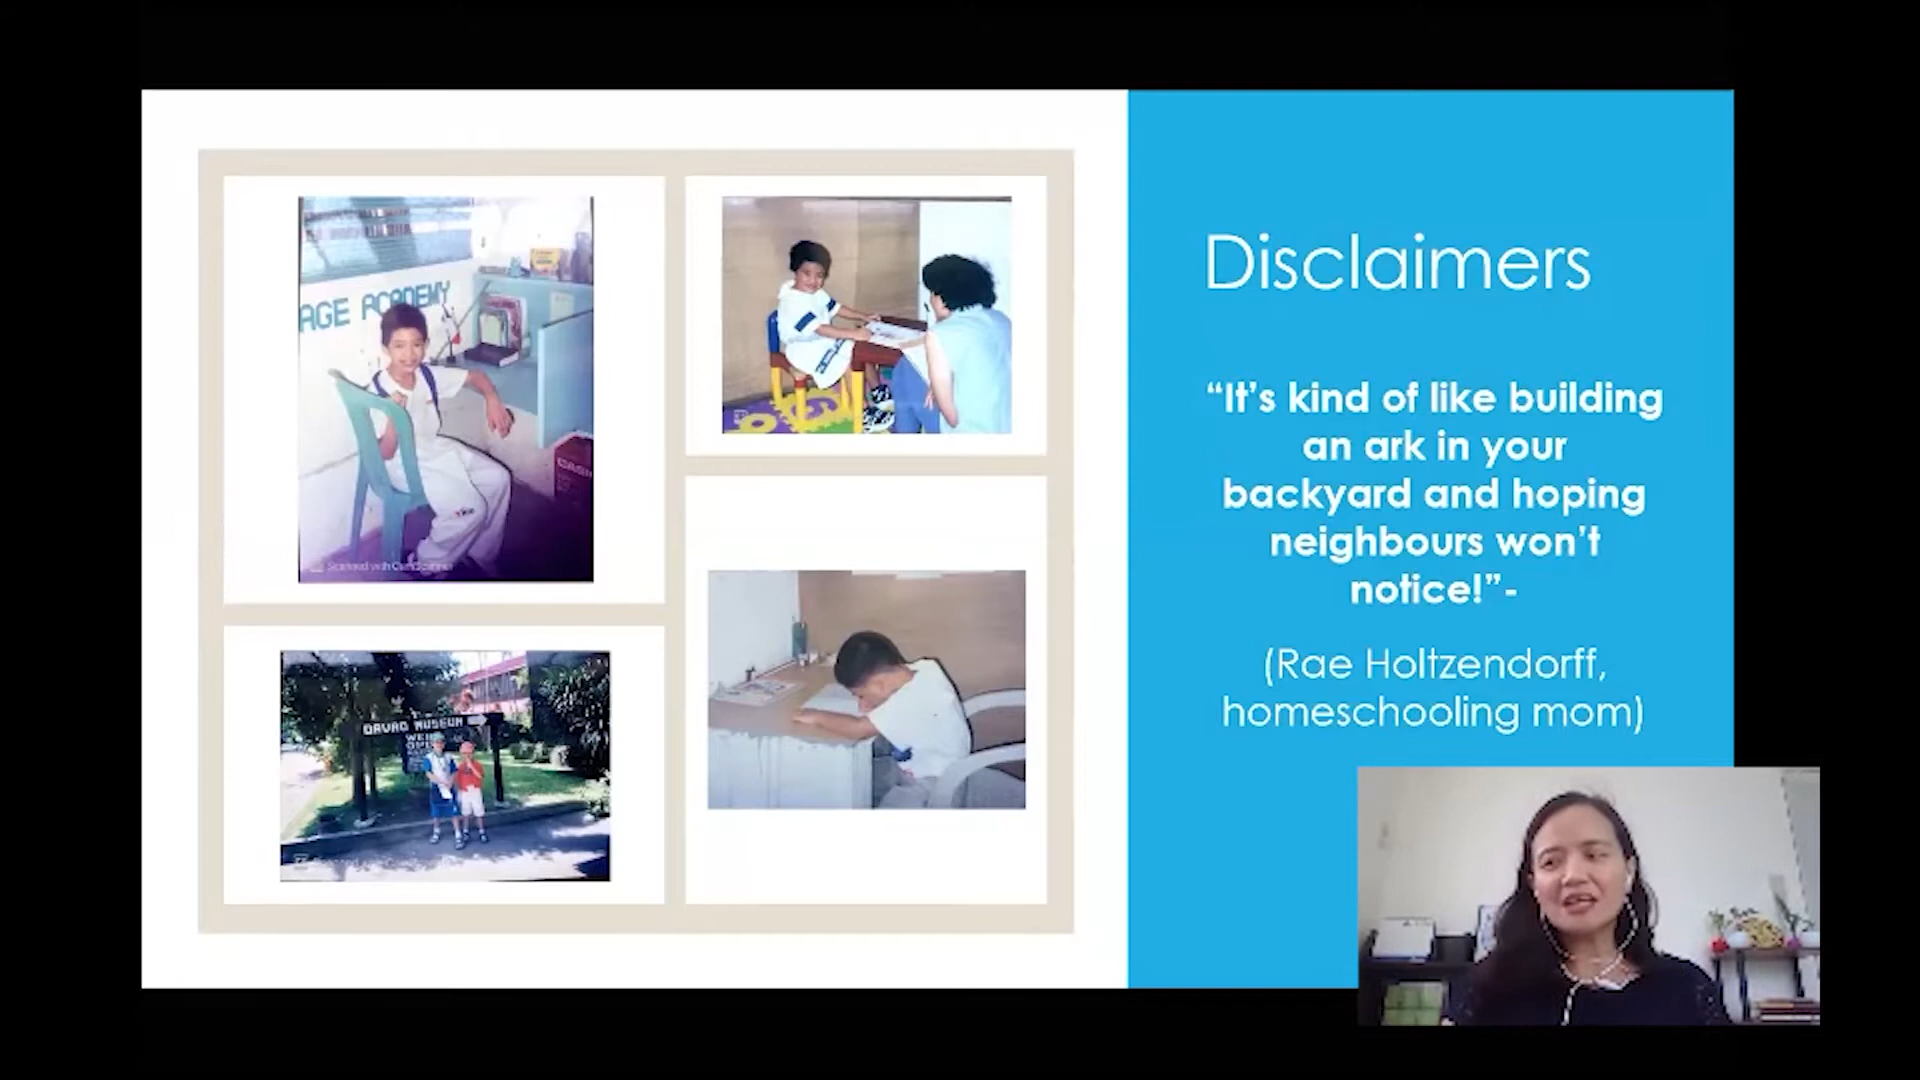 AGE ACADEMY
Scanned with CamScanner
DAVAO MUSEUM
Disclaimers
“It’s kind of like building
an ark in your
backyard and hoping
neighbours won’t
notice!”-
(Rae Holtzendorff,
homeschooling mom)